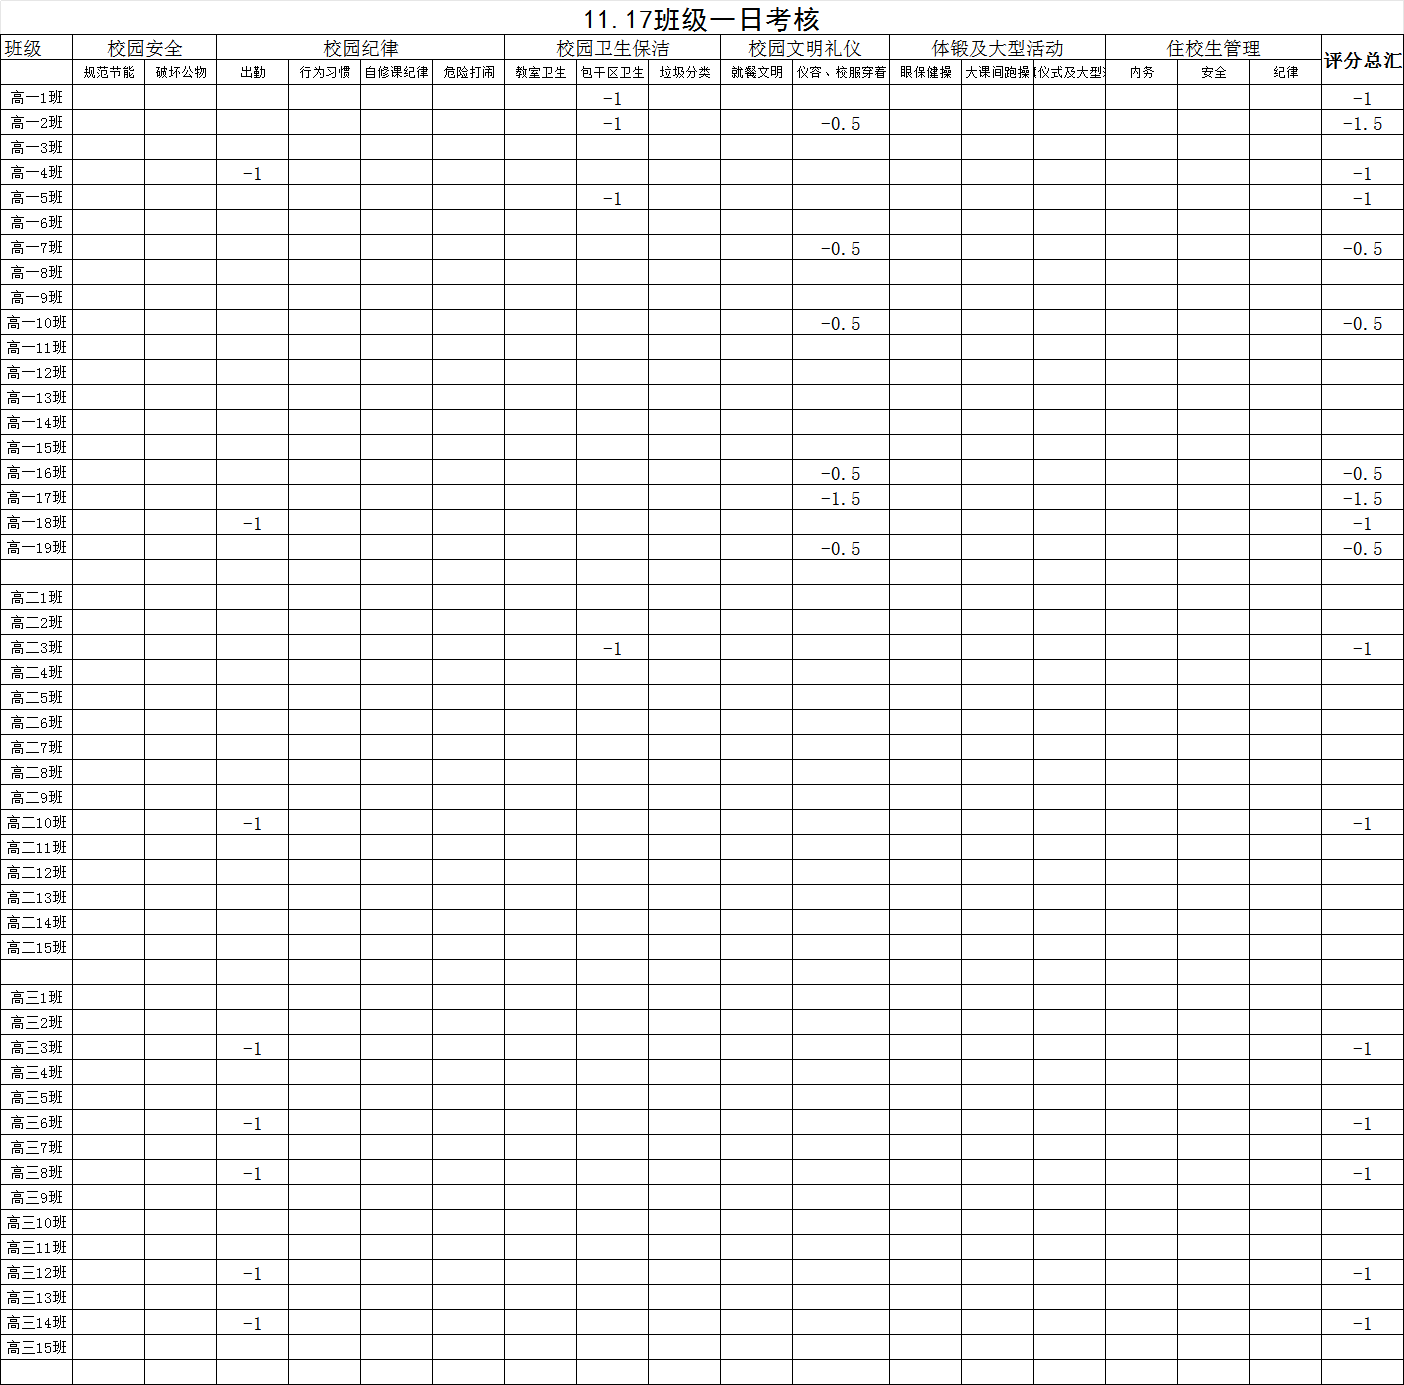 11.17班级一日考核
班级 校园安全 校园纪律 校园卫生保洁 校园文明礼仪 体锻及大型活动 住校生管理 评分总汇
规范节能 破坏公物 出勤 行为习惯 自修课纪律 危险打闹 教室卫生 包干区卫生 垃圾分类 就餐文明 仪容、校服穿着 眼保健操 大课间跑操 仪式及大型 内务 安全 纪律
高一1班 -1 -1
高一2班 -1 -0.5 -1.5
高一3班
高一4班 -1 -1
高一5班 -1 -1
高一6班
高一7班 -0.5 -0.5
高一8班
高一9班
高一10班 -0.5 -0.5
高一11班
高一12班
高一13班
高一14班
高一15班
高一16班 -0.5 -0.5
高一17班 -1.5 -1.5
高一18班 -1 -1
高一19班 -0.5 -0.5
高二1班
高二2班
高二3班 -1 -1
高二4班
高二5班
高二6班
高二7班
高二8班
高二9班
高二10班 -1 -1
高二11班
高二12班
高二13班
高二14班
高二15班
高三1班
高三2班
高三3班 -1 -1
高三4班
高三5班
高三6班 -1 -1
高三7班
高三8班 -1 -1
高三9班
高三10班
高三11班
高三12班 -1 -1
高三13班
高三14班 -1 -1
高三15班